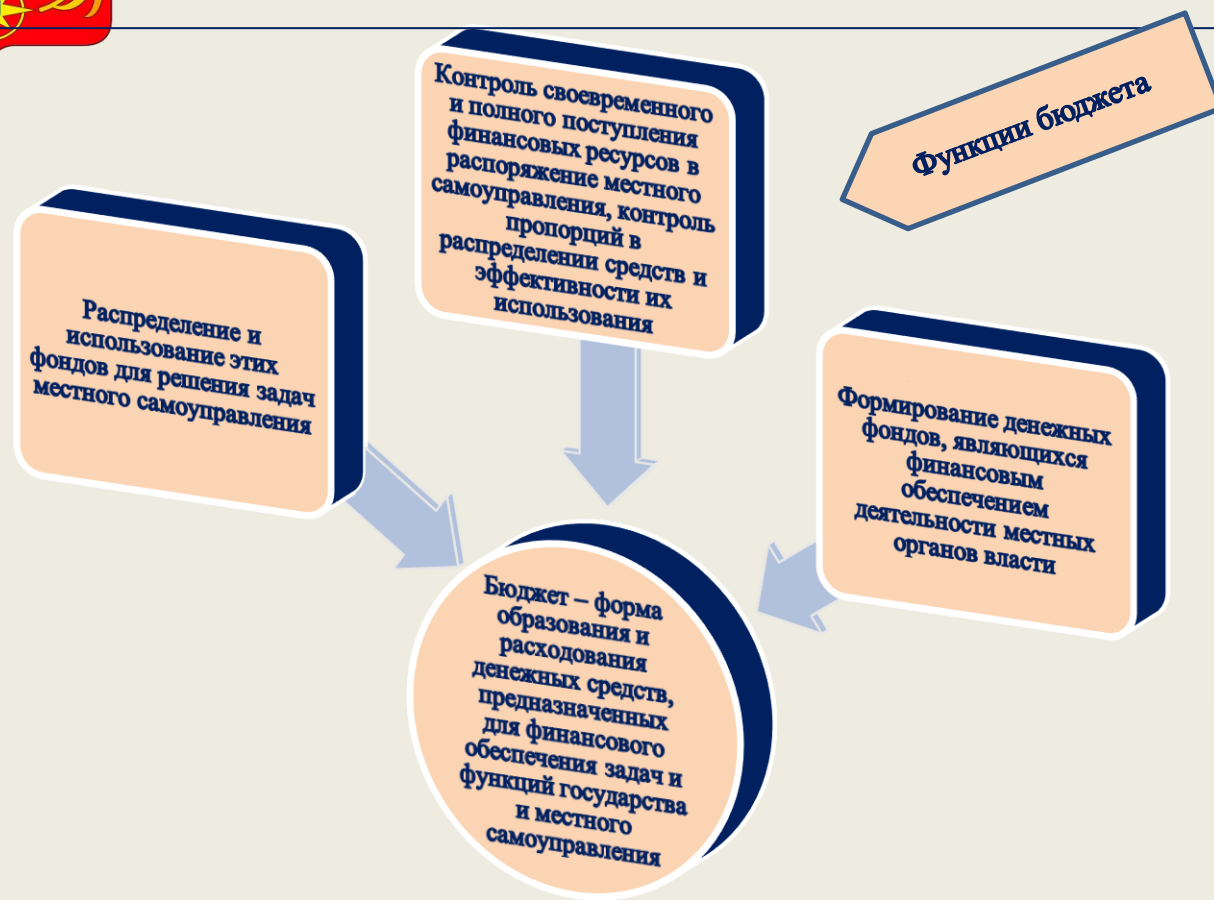 Функции бюджета
Контроль своевременного
и полного поступления
финансовых ресурсов в
распоряжение местного
самоуправления, контроль
пропорций в
распределении средств и
эффективности их
использования
Распределение и
использование этих
фондов для решения задач
местного самоуправления
Формирование денежных
фондов, являющихся
финансовым
обеспечением
деятельности местных
органов власти
Бюджет – форма
образования и
расходования
денежных средств,
предназначенных
для финансового
обеспечения задач и
функций государства
и местного
самоуправления